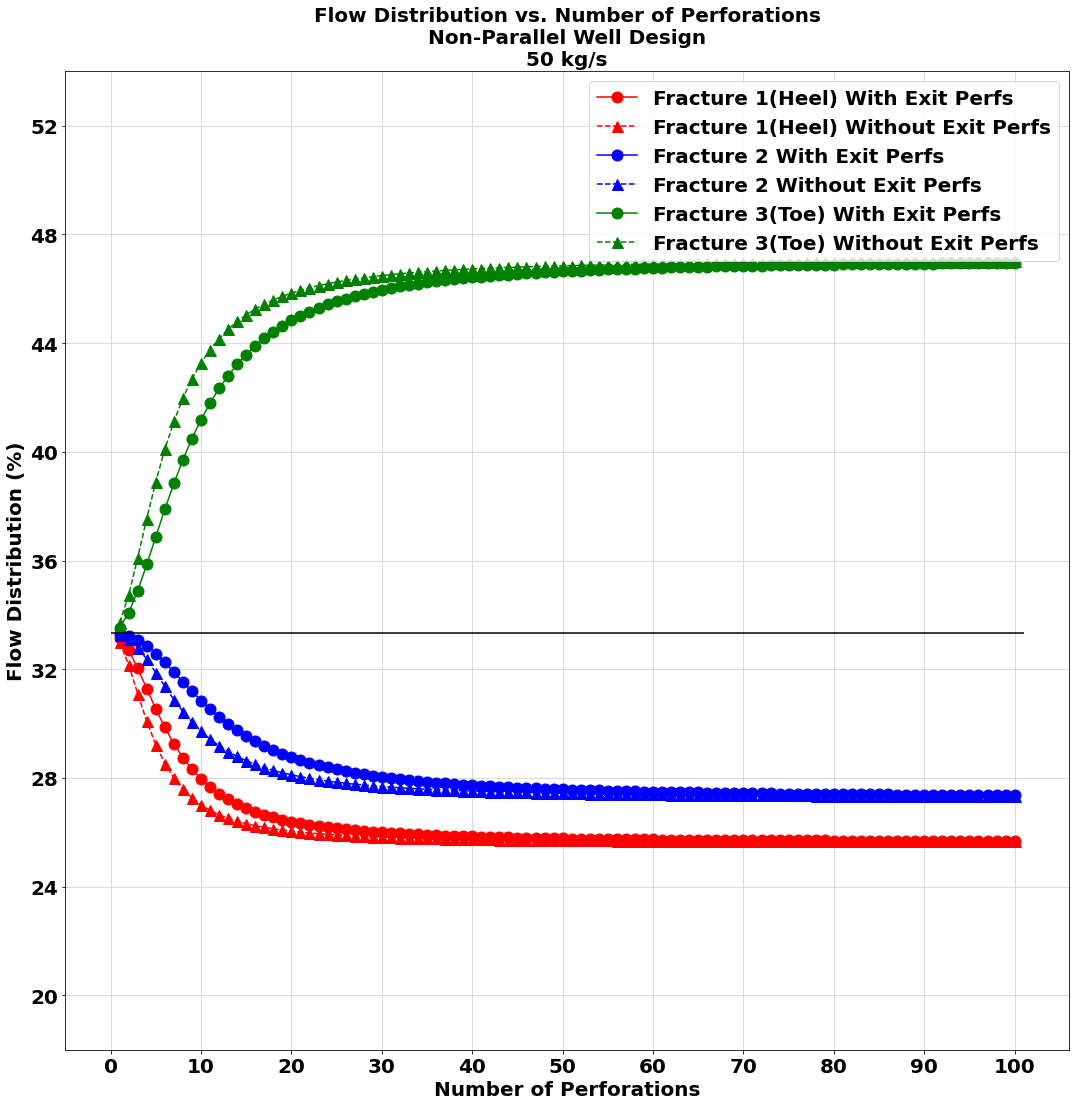 Flow Distribution vs. Number of Perforations
Non-Parallel Well Design
50 kg/s
Fracture 1(Heel) With Exit Perfs
Fracture 1(Heel) Without Exit Perfs
Fracture 2 With Exit Perfs
Fracture 2 Without Exit Perfs
Fracture 3(Toe) With Exit Perfs
Fracture 3(Toe) Without Exit Perfs
Flow Distribution (%)
52
48
44
40
36
32
28
24
20
0 10 20 30 40 50 60 70 80 90 100
Number of Perforations